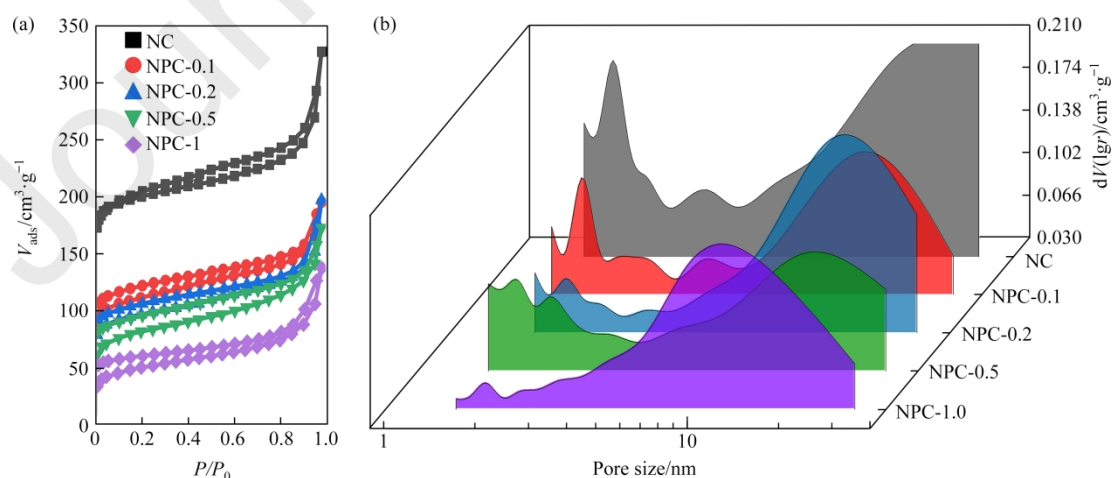 Jour
(a)
350
300
250
200
150
100
50
0
V_ads/cm³·g⁻¹
NC
NPC-0.1
NPC-0.2
NPC-0.5
NPC-1
0
0.2
0.4
0.6
0.8
1.0
P/P₀
(b)
0.210
0.174
0.138
0.102
0.066
0.030
dV(lgr)/cm³·g⁻¹
NC
NPC-0.1
NPC-0.2
NPC-0.5
NPC-1.0
1
10
Pore size/nm